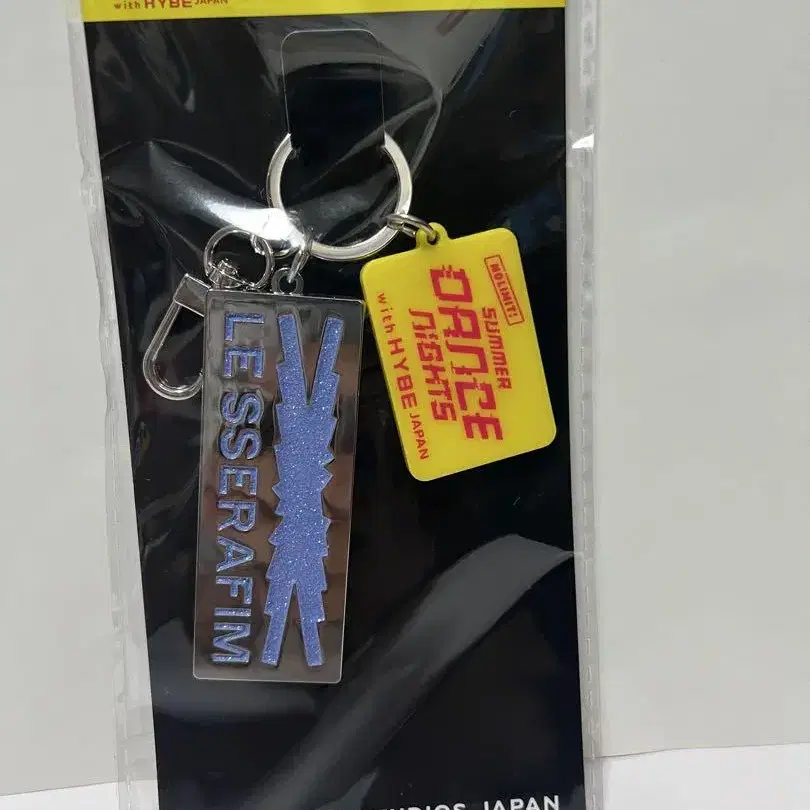 with HYBE JAPAN
LE SSERAFIM
NO LIMIT!
SUMMER
DANCE
NIGHTS
with HYBE JAPAN
STUDIOS JAPAN